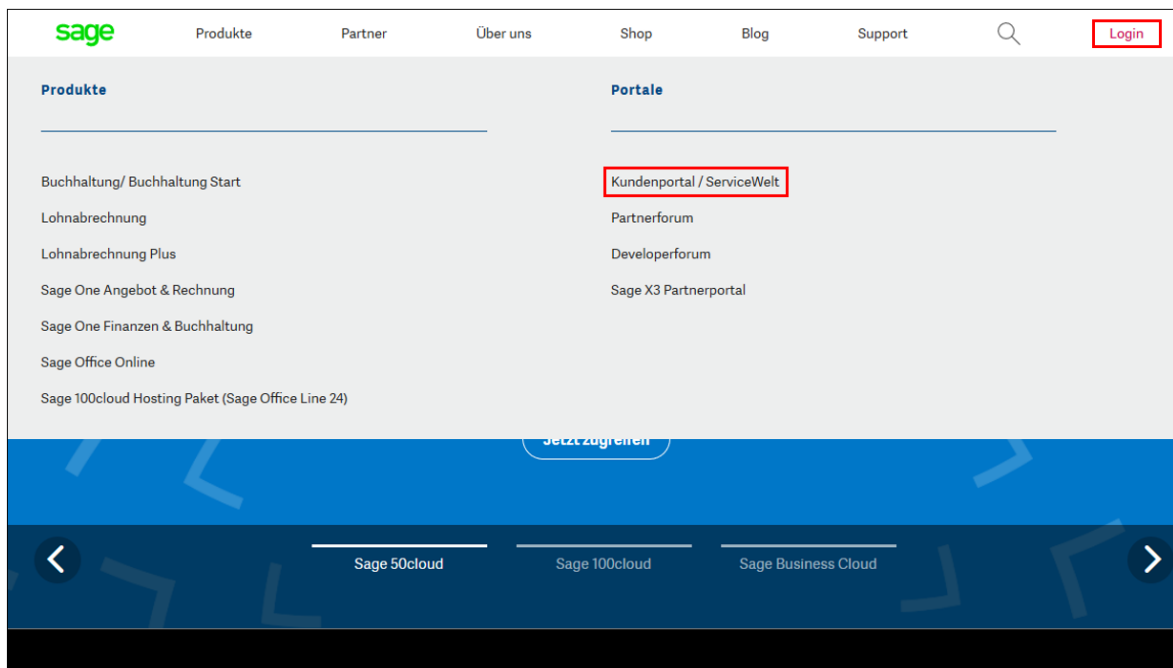 sage Produkte Partner Über uns Shop Blog Support Login
Produkte
Buchhaltung/ Buchhaltung Start
Lohnabrechnung
Lohnabrechnung Plus
Sage One Angebot & Rechnung
Sage One Finanzen & Buchhaltung
Sage Office Online
Sage 100cloud Hosting Paket (Sage Office Line 24)
Portale
Kundenportal / ServiceWelt
Partnerforum
Developerforum
Sage X3 Partnerportal
Jetzt zugreifen
Sage 50cloud Sage 100cloud Sage Business Cloud